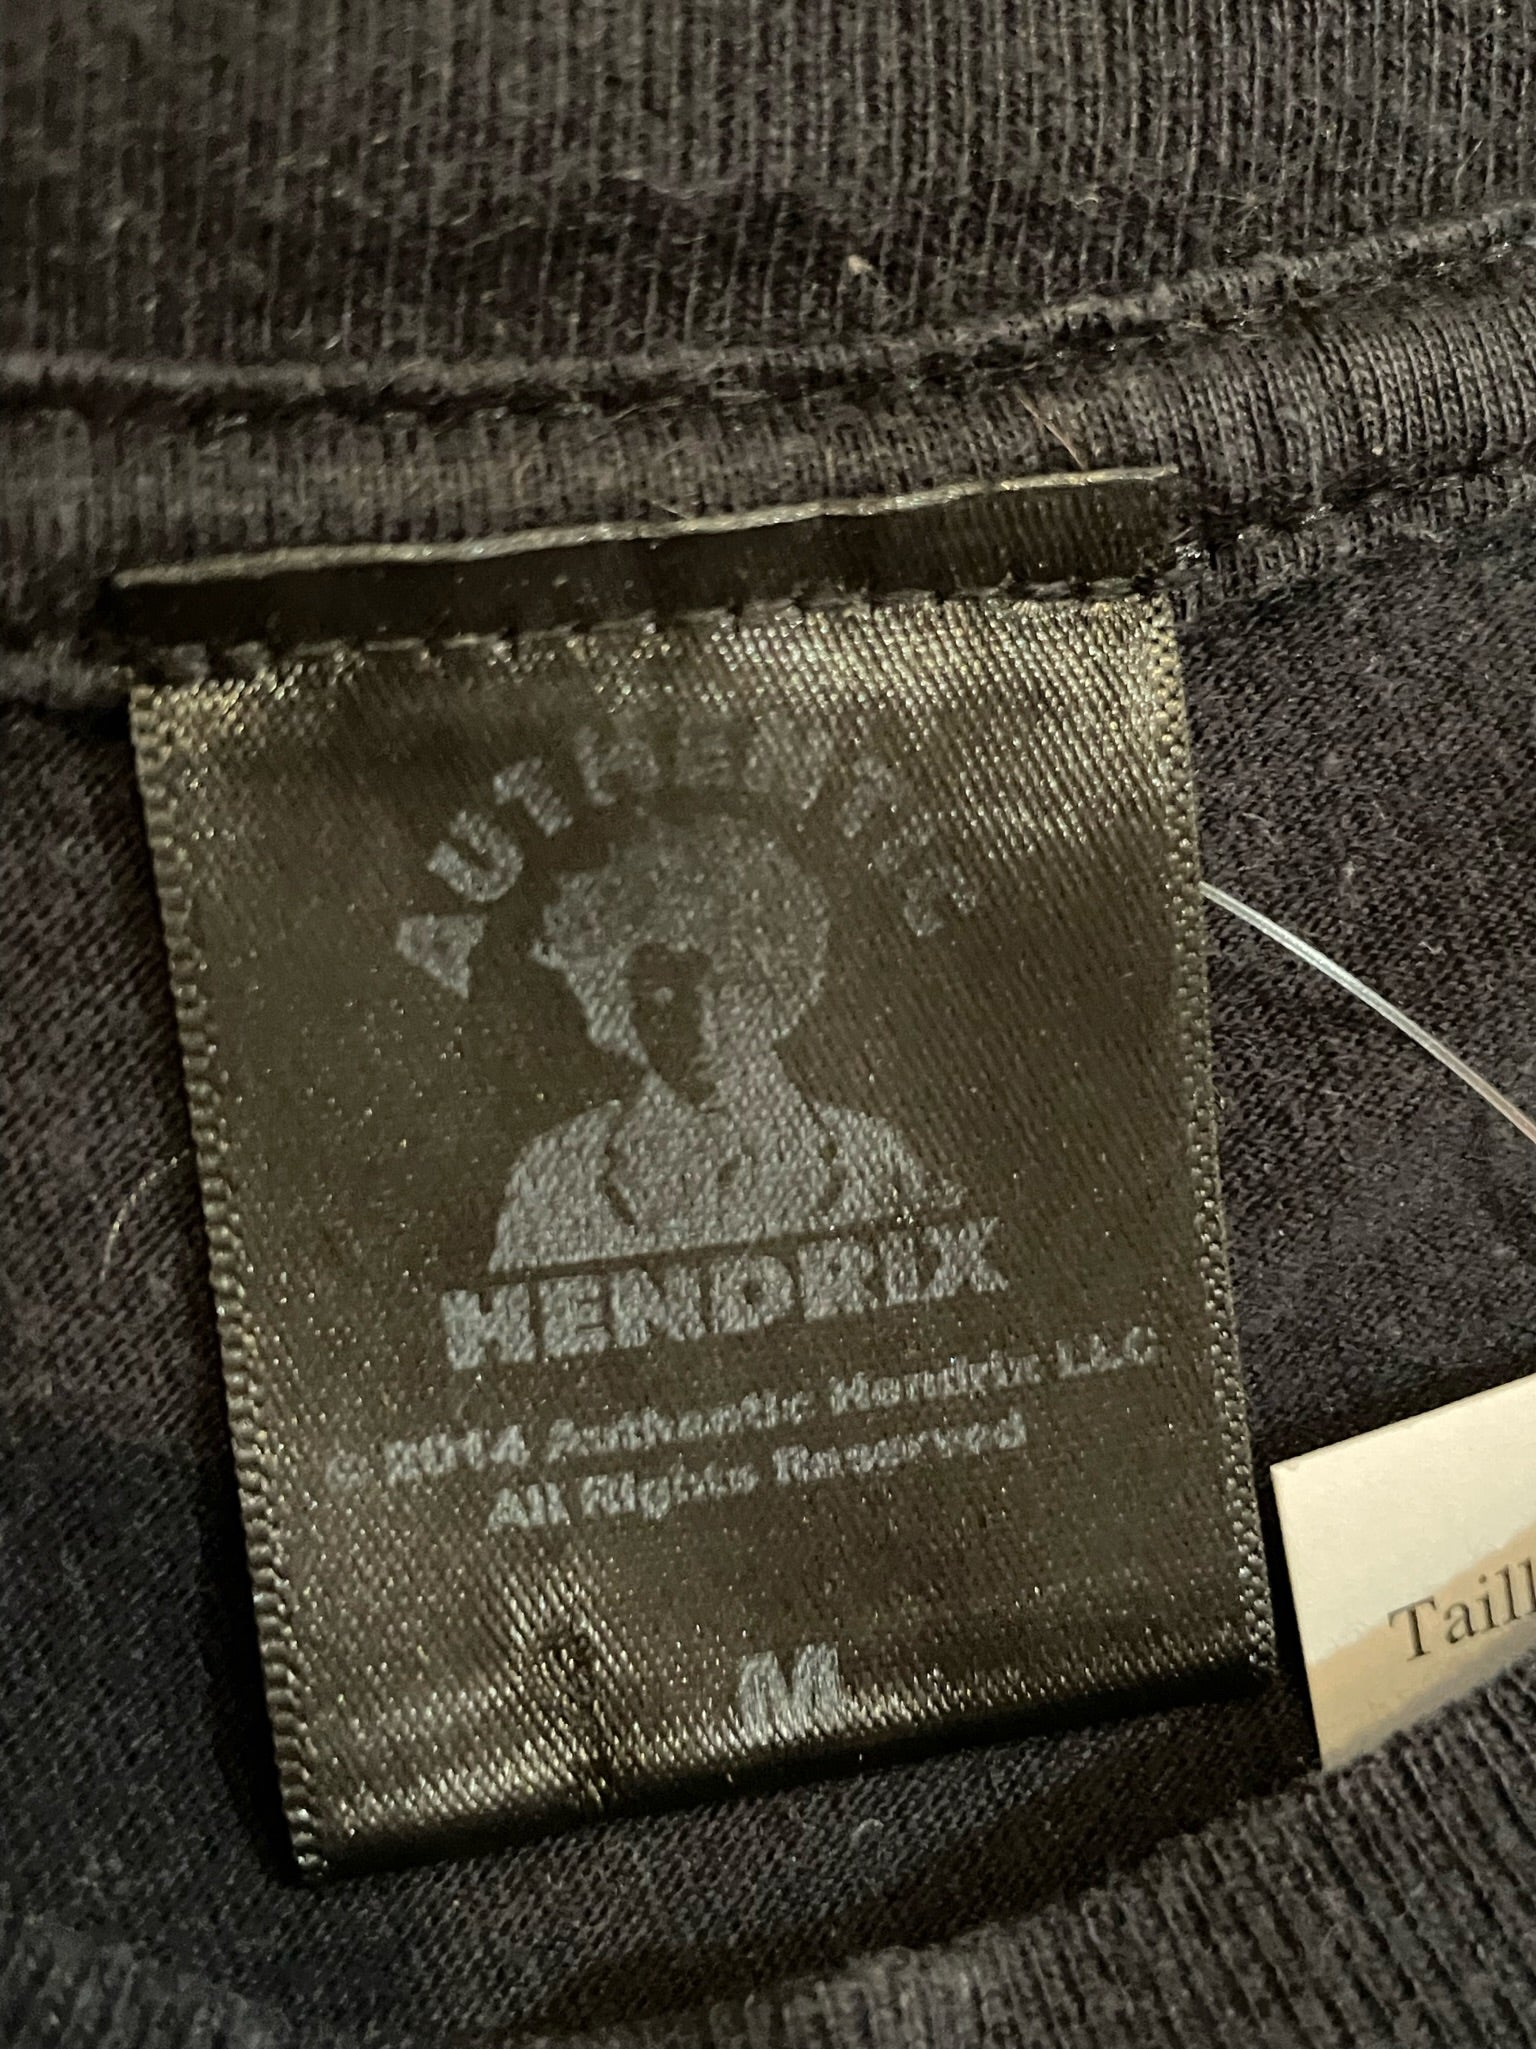 AUTHENTIC
HENDRIX
© 2014 Authentic Hendrix LLC
All Rights Reserved
M
Taill